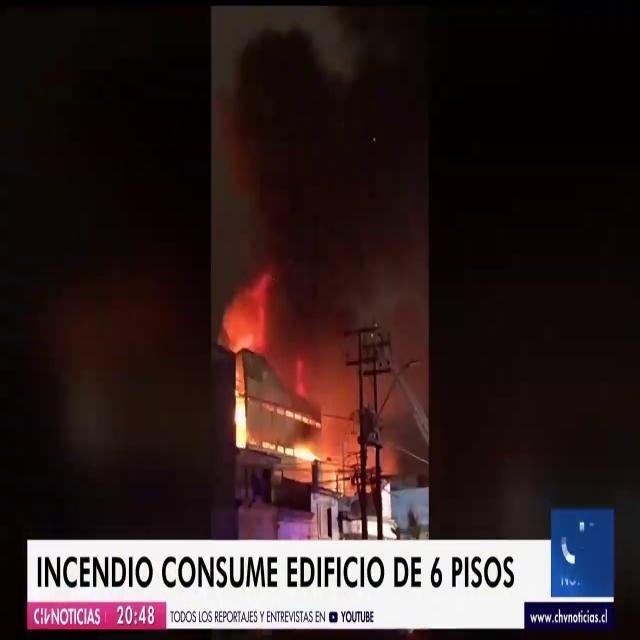 INCENDIO CONSUME EDIFICIO DE 6 PISOS
CHVNOTICIAS 20:48 TODOS LOS REPORTAJES Y ENTREVISTAS EN YOUTUBE www.chvnoticias.cl